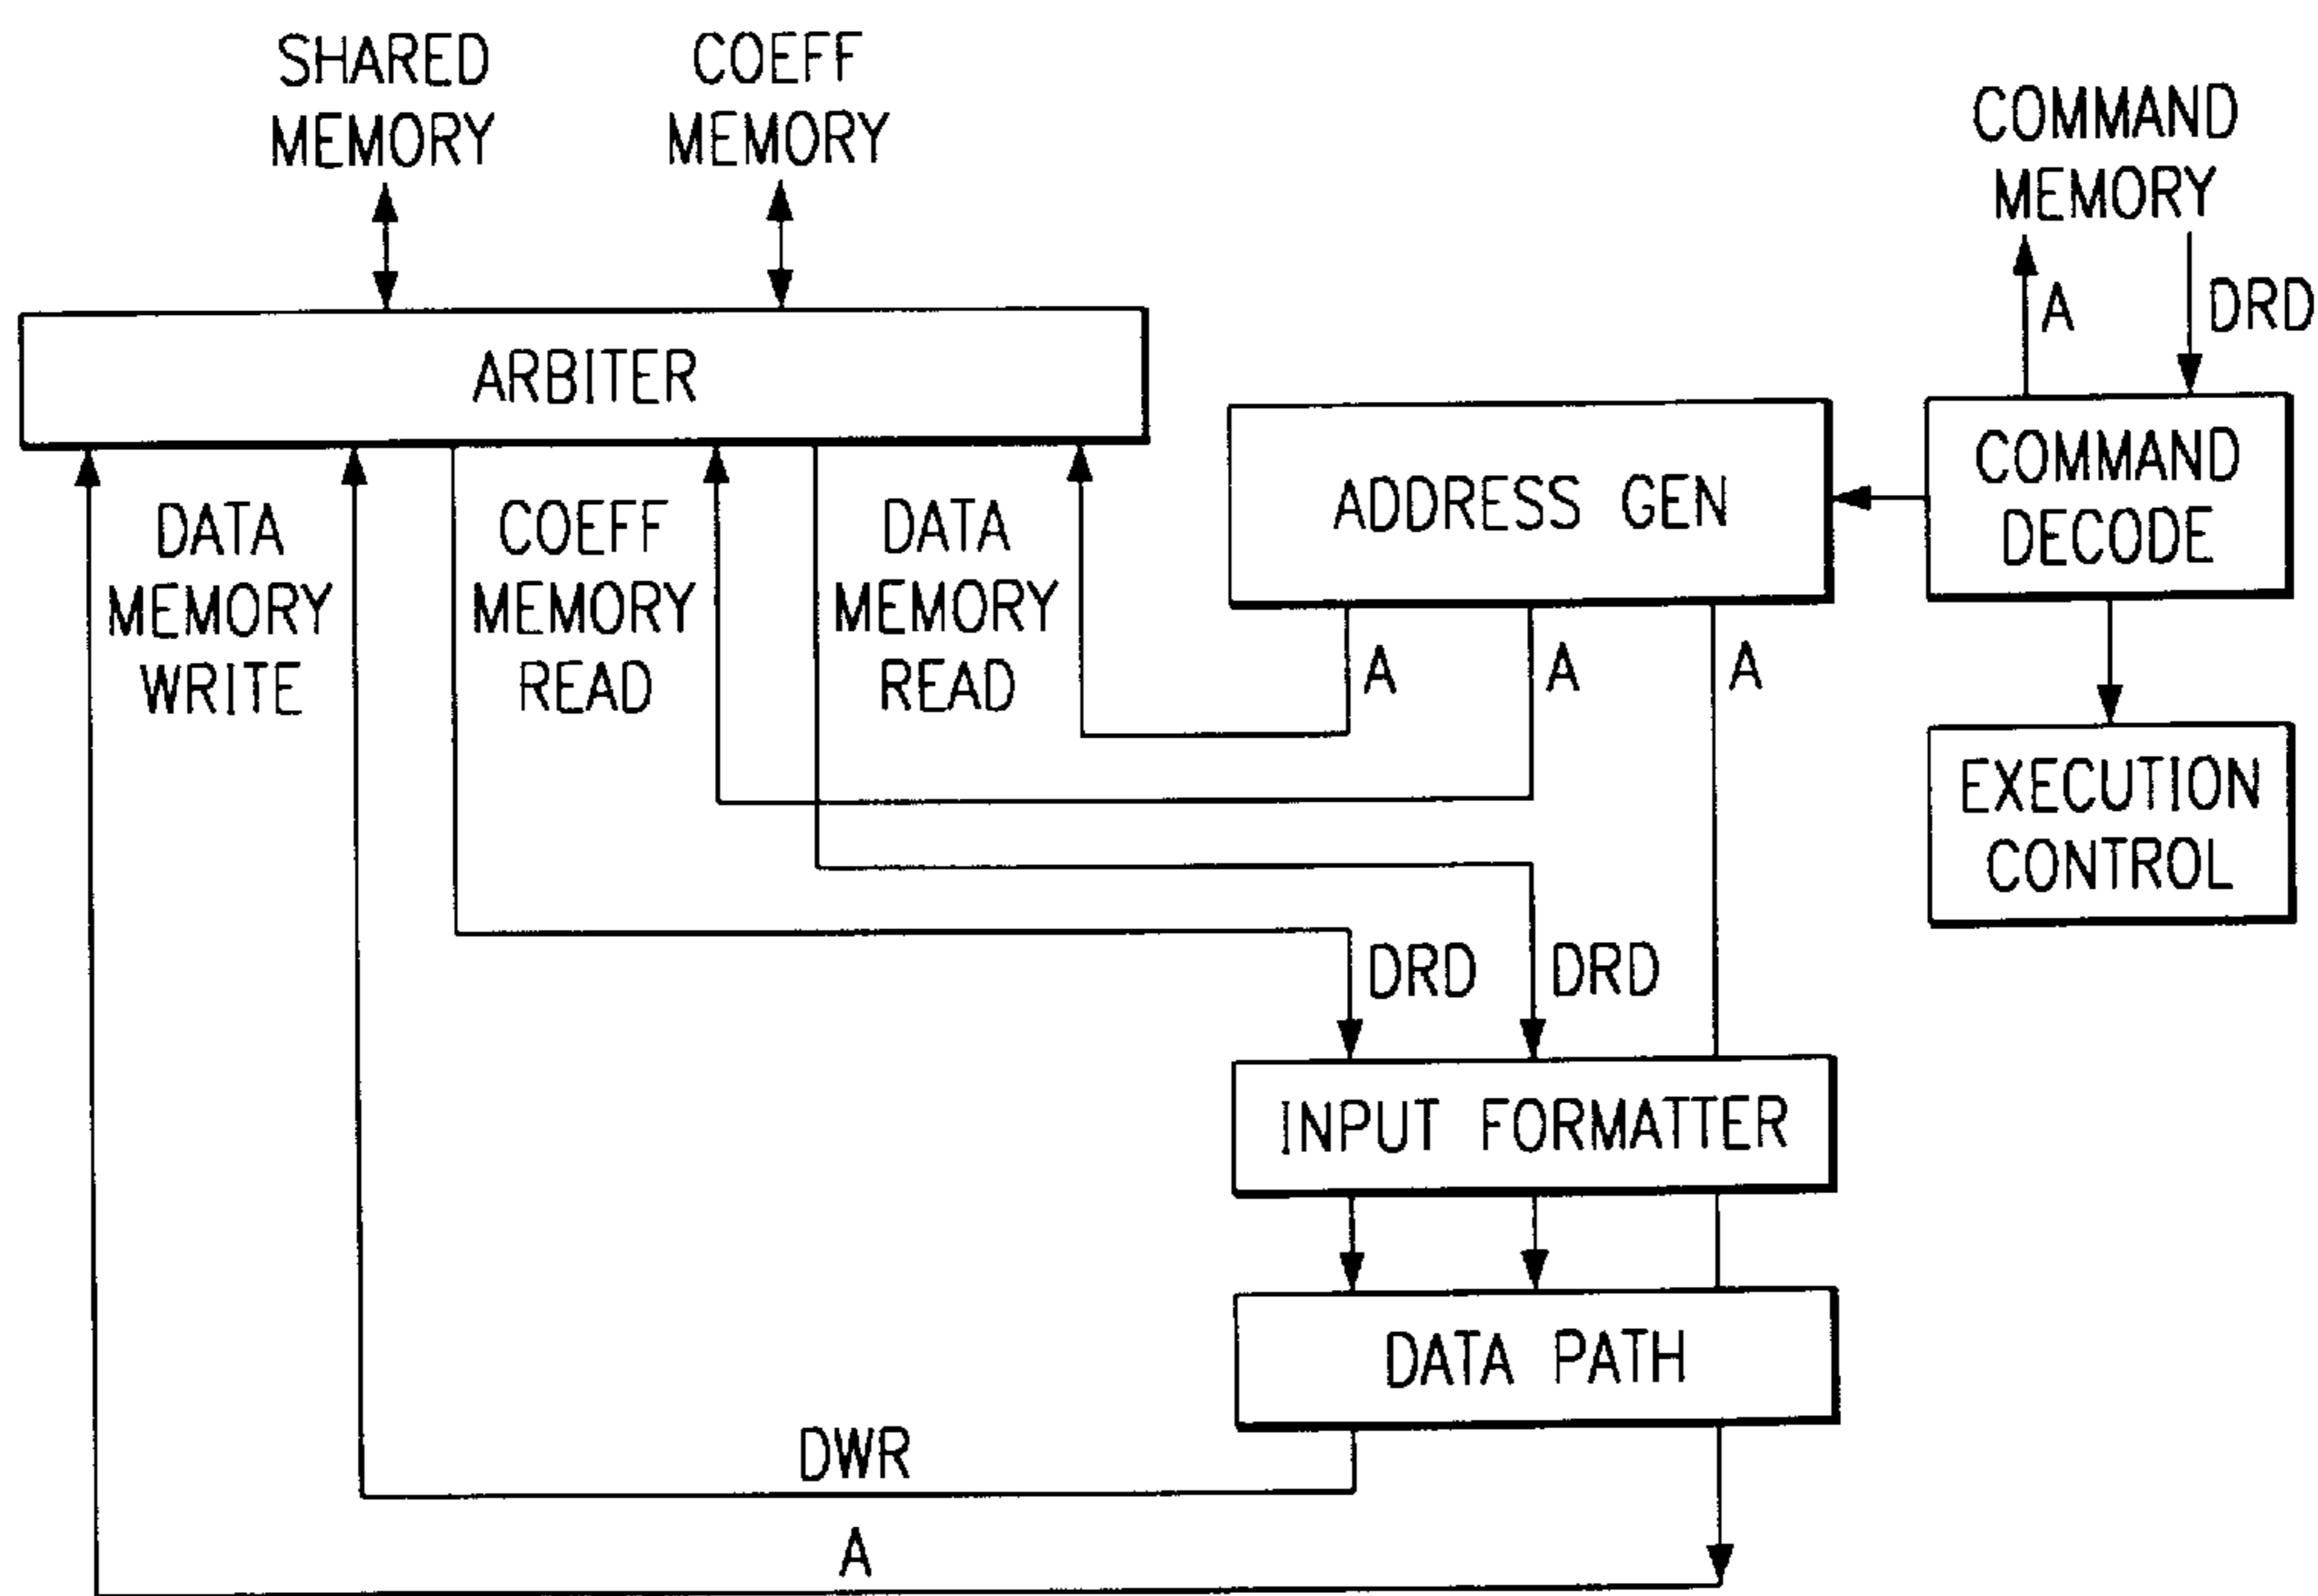 SHARED
MEMORY
COEFF
MEMORY
COMMAND
MEMORY
A
DRD
ARBITER
ADDRESS GEN
COMMAND
DECODE
DATA
MEMORY
WRITE
COEFF
MEMORY
READ
DATA
MEMORY
READ
A
A
A
EXECUTION
CONTROL
DRD
DRD
INPUT FORMATTER
DATA PATH
DWR
A